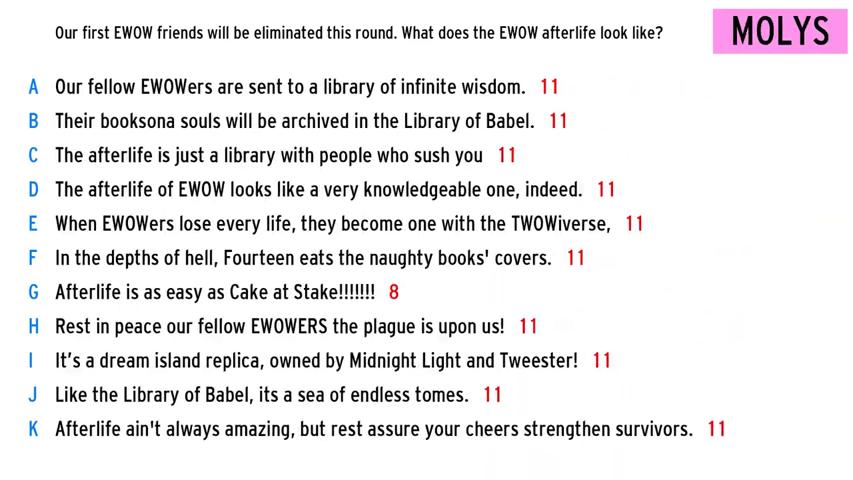 Our first EWOW friends will be eliminated this round. What does the EWOW afterlife look like?
MOLYS
A Our fellow EWOWers are sent to a library of infinite wisdom. 11
B Their booksona souls will be archived in the Library of Babel. 11
C The afterlife is just a library with people who sush you 11
D The afterlife of EWOW looks like a very knowledgeable one, indeed. 11
E When EWOWers lose every life, they become one with the TWOWiverse, 11
F In the depths of hell, Fourteen eats the naughty books' covers. 11
G Afterlife is as easy as Cake at Stake!!!!!!! 8
H Rest in peace our fellow EWOWERS the plague is upon us! 11
I It's a dream island replica, owned by Midnight Light and Tweester! 11
J Like the Library of Babel, its a sea of endless tomes. 11
K Afterlife ain't always amazing, but rest assure your cheers strengthen survivors. 11